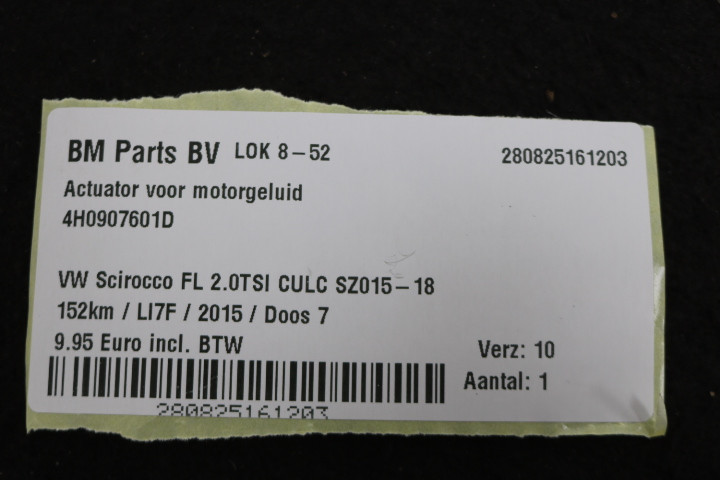 BM Parts BV LOK 8-52 280825161203
Actuator voor motorgeluid
4H0907601D
VW Scirocco FL 2.0TSI CULC SZ015-18
152km / LI7F / 2015 / Doos 7
9.95 Euro incl. BTW
Verz: 10
Aantal: 1
280825161203